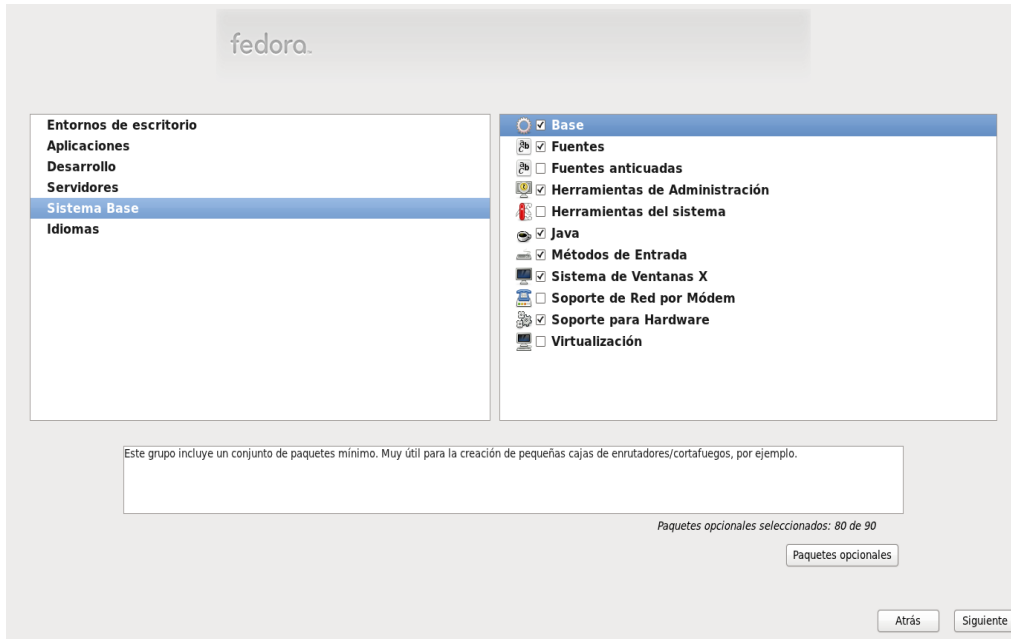 fedora.
Entornos de escritorio
Aplicaciones
Desarrollo
Servidores
Sistema Base
Idiomas
Base
Fuentes
Fuentes anticuadas
Herramientas de Administración
Herramientas del sistema
Java
Métodos de Entrada
Sistema de Ventanas X
Soporte de Red por Módem
Soporte para Hardware
Virtualización
Este grupo incluye un conjunto de paquetes mínimo. Muy útil para la creación de pequeñas cajas de enrutadores/cortafuegos, por ejemplo.
Paquetes opcionales seleccionados: 80 de 90
Paquetes opcionales
Atrás
Siguiente